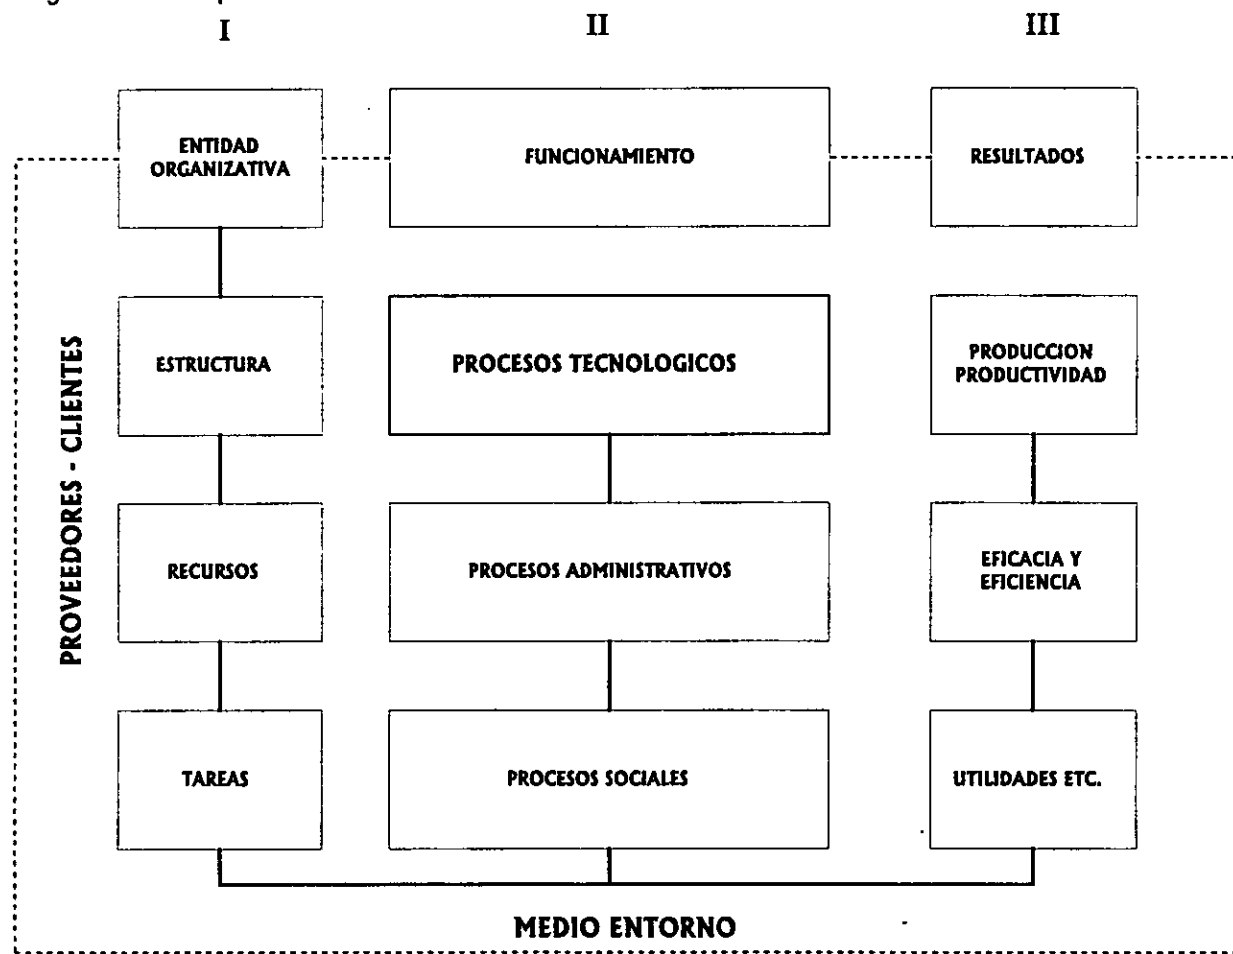 I
II
III
ENTIDAD
ORGANIZATIVA
FUNCIONAMIENTO
RESULTADOS
ESTRUCTURA
PROCESOS TECNOLOGICOS
PRODUCCION
PRODUCTIVIDAD
PROVEEDORES - CLIENTES
RECURSOS
PROCESOS ADMINISTRATIVOS
EFICACIA Y
EFICIENCIA
TAREAS
PROCESOS SOCIALES
UTILIDADES ETC.
MEDIO ENTORNO